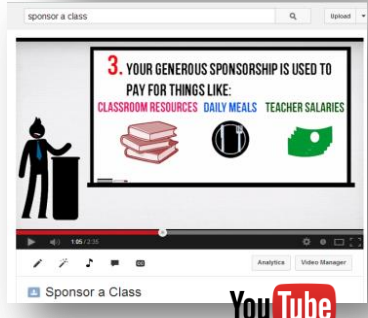 sponsor a class
Upload
3. YOUR GENEROUS SPONSORSHIP IS USED TO
PAY FOR THINGS LIKE:
CLASSROOM RESOURCES DAILY MEALS TEACHER SALARIES
1:05 / 2:35
Analytics Video Manager
Sponsor a Class
YouTube